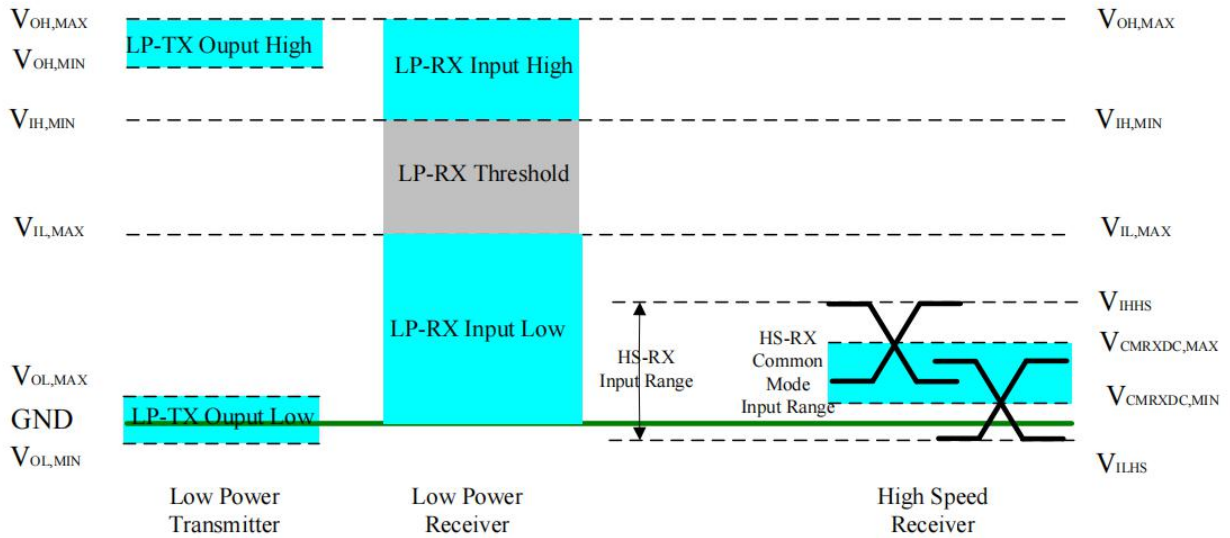 VOH,MAX
LP-TX Ouput High
VOH,MIN
LP-RX Input High
VOH,MAX
VIH,MIN
VIH,MIN
LP-RX Threshold
VIL,MAX
VIL,MAX
LP-RX Input Low
VIHHS
HS-RX
Input Range
HS-RX
Common
Mode
Input Range
VCMRXDC,MAX
VCMRXDC,MIN
VOL,MAX
GND
LP-TX Ouput Low
VOL,MIN
VILHS
Low Power
Transmitter
Low Power
Receiver
High Speed
Receiver